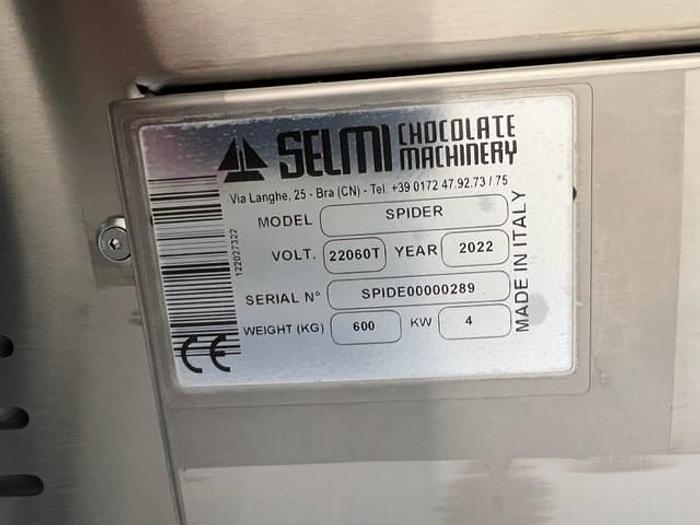 SELMI CHOCOLATE MACHINERY
Via Langhe, 25 - Bra (CN) - Tel. +39 0172 47.92.73 / 75
MODEL SPIDER
VOLT. 22060T YEAR 2022
SERIAL N° SPIDE00000289
WEIGHT (KG) 600 KW 4
MADE IN ITALY
122027322
CE